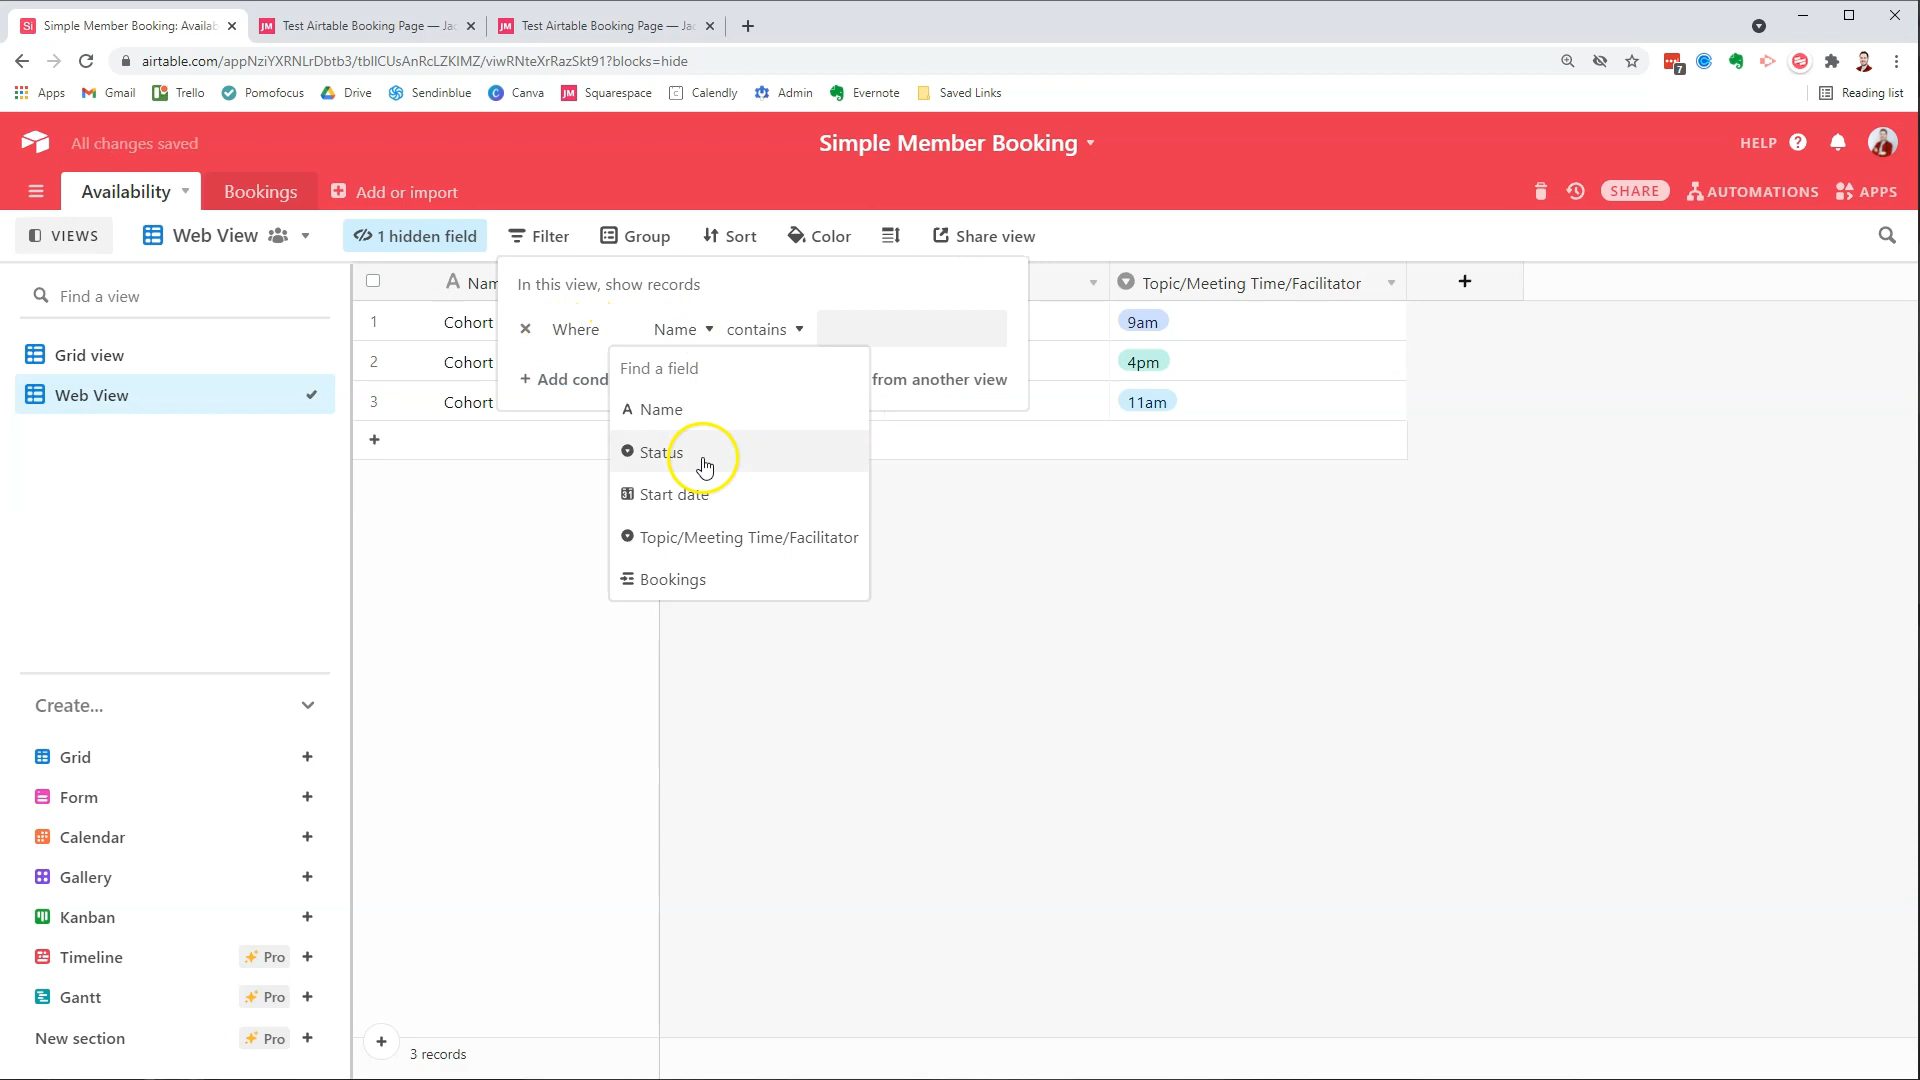 Simple Member Booking: Availab
Test Airtable Booking Page — Jac
Test Airtable Booking Page — Jac
airtable.com/appNziYXRNLrDbtb3/tblICUsAnRcLZKIMZ/viwRNteXrRazSkt91?blocks=hide
7
Apps
Gmail
Trello
Pomofocus
Drive
Sendinblue
Canva
Squarespace
Calendly
Admin
Evernote
Saved Links
Reading list
All changes saved
Simple Member Booking
HELP
Availability
Bookings
Add or import
SHARE
AUTOMATIONS
APPS
VIEWS
Web View
1 hidden field
Filter
Group
Sort
Color
Share view
Find a view
Grid view
Web View
Nam
Topic/Meeting Time/Facilitator
1
Cohort
9am
2
Cohort
4pm
3
Cohort
11am
In this view, show records
Where
Name
contains
+ Add cond
from another view
Find a field
Name
Status
Start date
Topic/Meeting Time/Facilitator
Bookings
Create...
Grid
Form
Calendar
Gallery
Kanban
Timeline
Pro
Gantt
Pro
New section
Pro
3 records